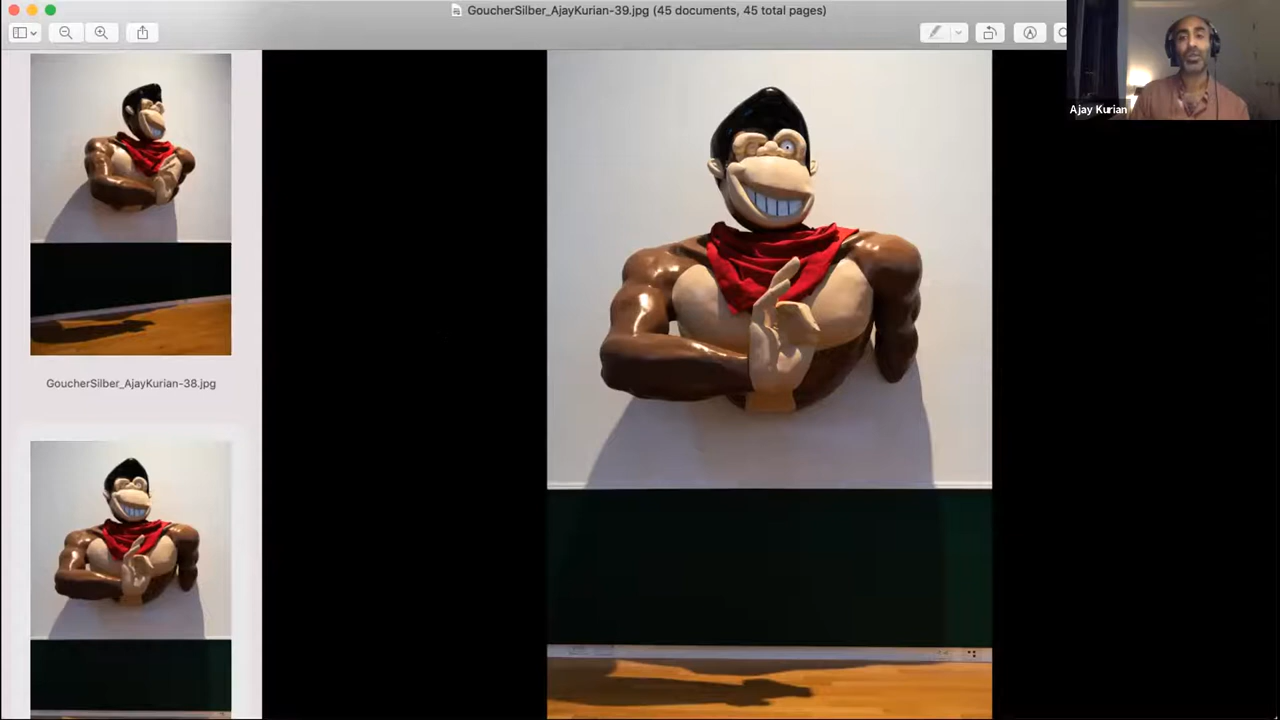 GoucherSilber_AjayKurian-39.jpg (45 documents, 45 total pages)
Ajay Kurian
GoucherSilber_AjayKurian-38.jpg